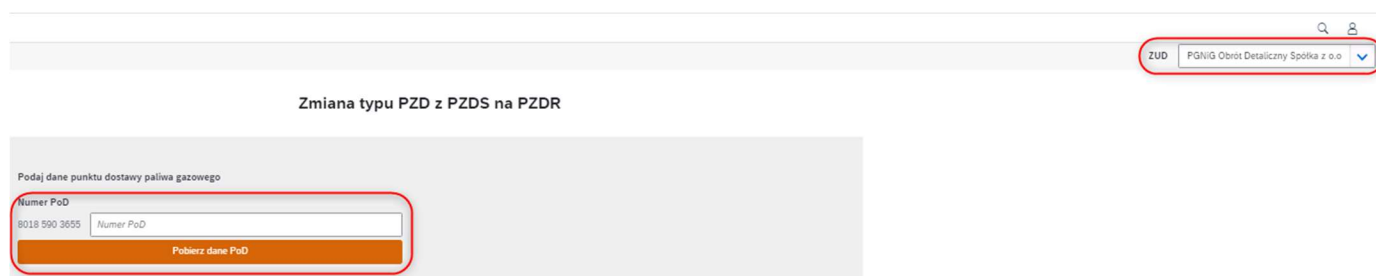 ZUD PGNiG Obrót Detaliczny Spółka z o.o
Zmiana typu PZD z PZDS na PZDR
Podaj dane punktu dostawy paliwa gazowego
Numer PoD
8018 590 3655 Numer PoD
Pobierz dane PoD